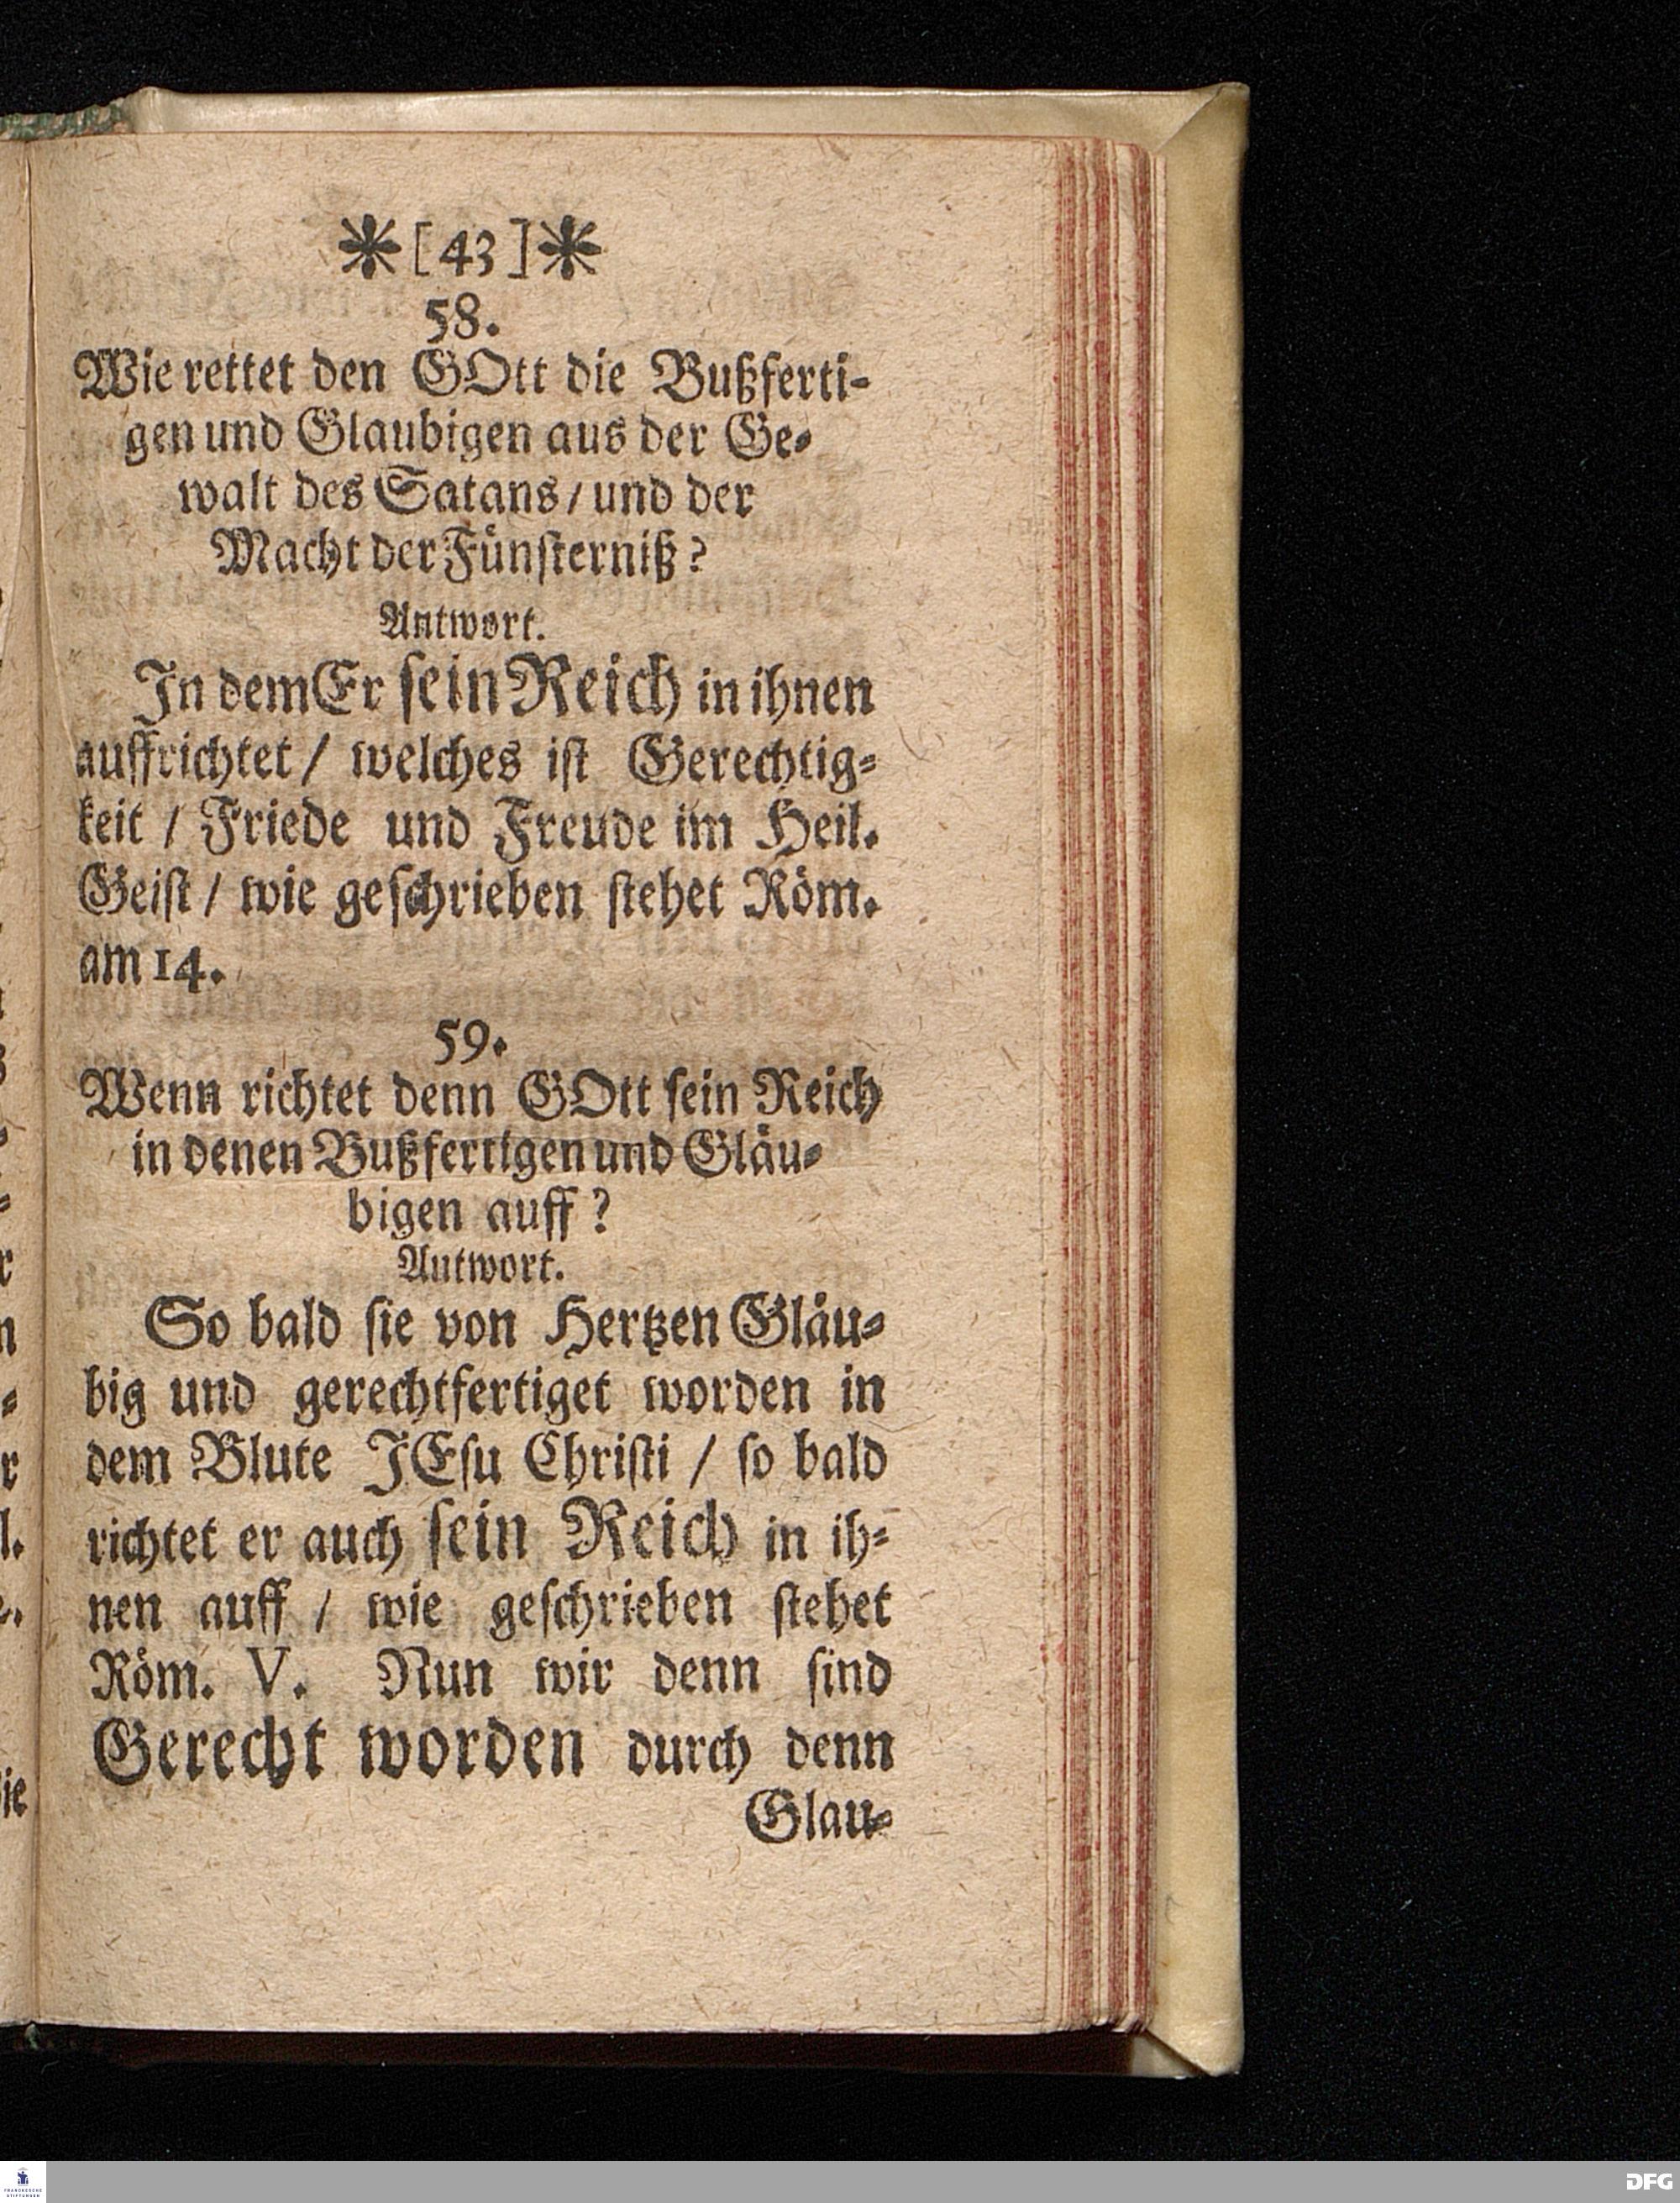 *[43]*
58.
Wie rettet den GOtt die Bußferti-
gen und Glaubigen aus der Ge-
walt des Satans / und der
Macht der Fünsterniß?
Antwort.
In dem Er sein Reich in ihnen
auffrichtet / welches ist Gerechtig-
keit / Friede und Freude im Heil.
Geist / wie geschrieben stehet Röm.
am 14.
59.
Wenn richtet denn GOtt sein Reich
in denen Bußfertigen und Gläu-
bigen auff?
Autwort.
So bald sie von Hertzen Gläu-
big und gerechtfertiget worden in
dem Blute JEsu Christi / so bald
richtet er auch sein Reich in ih-
nen auff / wie geschrieben stehet
Röm. V. Nun wir denn sind
Gerecht worden durch denn
Glau-
FRANCKESCHE
STIFTUNGEN
DFG